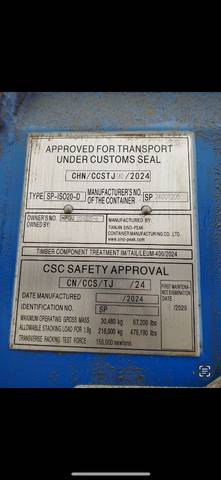 APPROVED FOR TRANSPORT
UNDER CUSTOMS SEAL
CHN/CCSTJ /2024
TYPE SP-ISO20-D MANUFACTURER'S NO. OF THE CONTAINER SP
OWNER'S NO. HPCU MANUFACTURED BY:
OWNED BY TIANJIN SINO-PEAK
CONTAINER MANUFACTURING CO., LTD.
www.sino-peak.com
TIMBER COMPONENT TREATMENT IM/TAILILEUM 400/2024
CSC SAFETY APPROVAL
CN/CCS/TJ /24
DATE MANUFACTURED /2024
IDENTIFICATION NO. SP
MAXIMUM OPERATING GROSS MASS 30,480 kg 67,200 lbs
ALLOWABLE STACKING LOAD FOR 1.8g 216,000 kg 476,190 lbs
TRANSVERSE RACKING TEST FORCE 150,000 newtons
FIRST MAINTENANCE EXAMINATION DATE
/2029